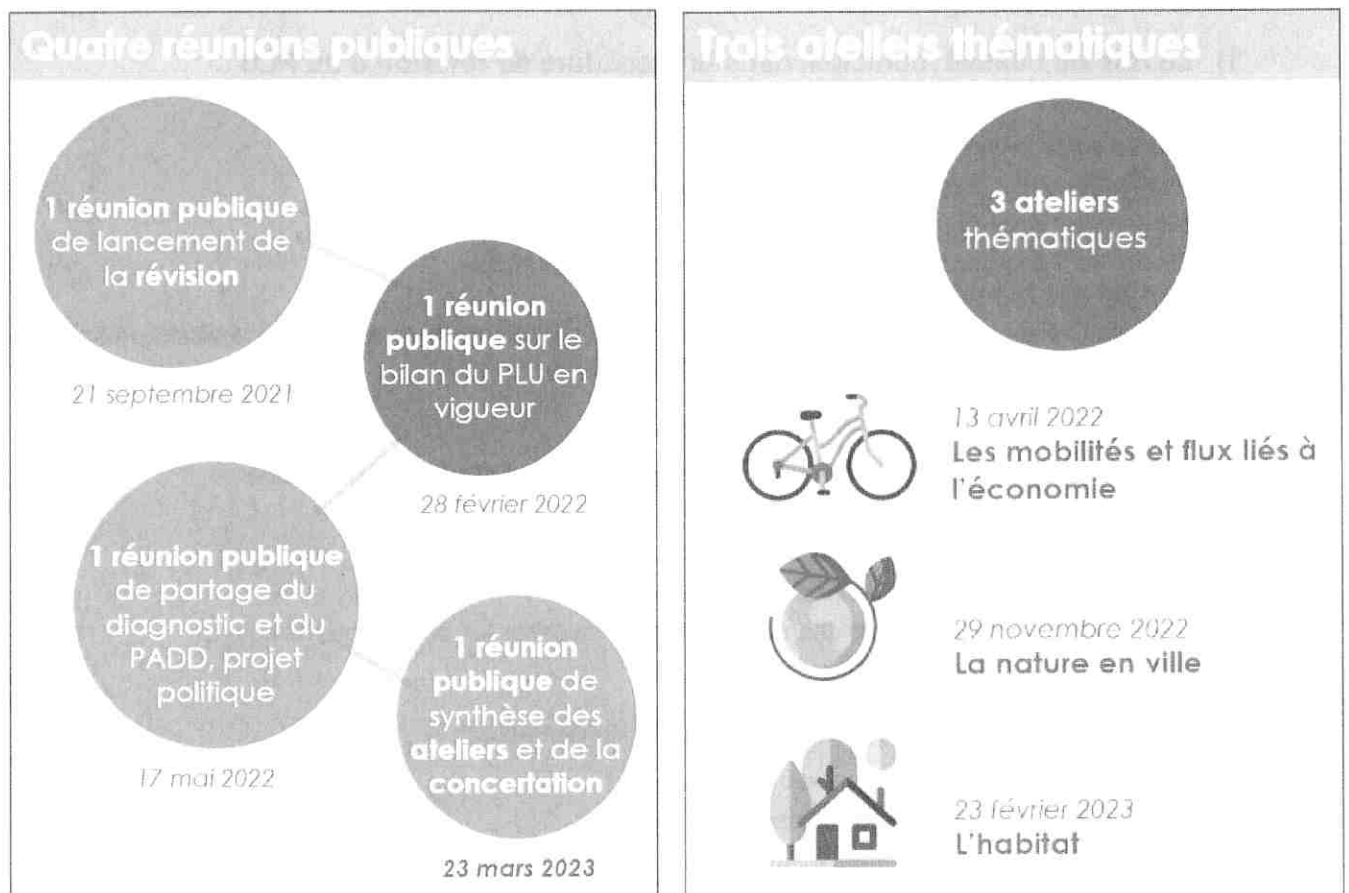 Quatre réunions publiques
1 réunion publique
de lancement de
la révision
21 septembre 2021
1 réunion
publique sur le
bilan du PLU en
vigueur
28 février 2022
1 réunion publique
de partage du
diagnostic et du
PADD, projet
politique
17 mai 2022
1 réunion
publique de
synthèse des
ateliers et de la
concertation
23 mars 2023
Trois ateliers thématiques
3 ateliers
thématiques
13 avril 2022
Les mobilités et flux liés à
l'économie
29 novembre 2022
La nature en ville
23 février 2023
L'habitat